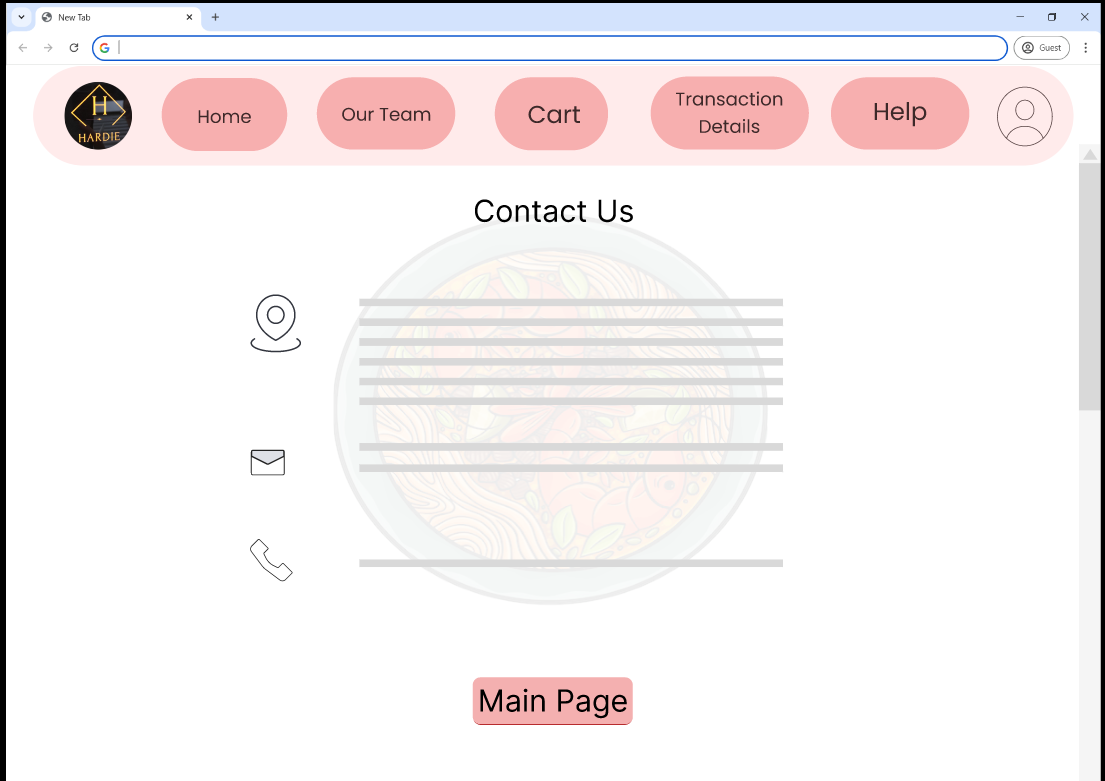 New Tab
Guest
H
HARDIE
Home
Our Team
Cart
Transaction
Details
Help
Contact Us
Main Page